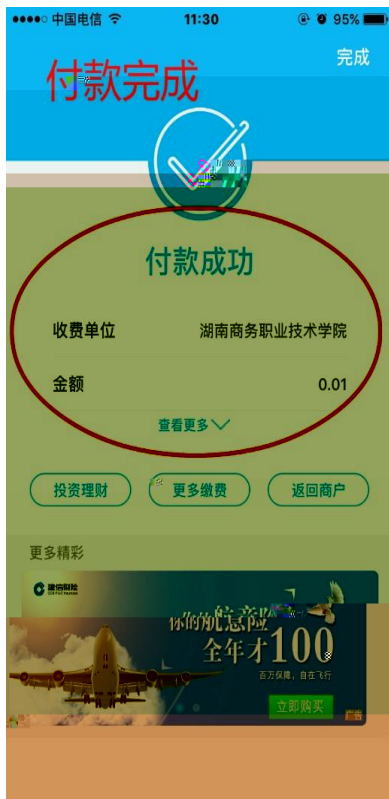 中国电信 11:30 95%
完成
付款完成
付款成功
收费单位 湖南商务职业技术学院
金额 0.01
查看更多
投资理财 更多缴费 返回商户
更多精彩
建信财险
你的航意险
全年才100
百万保障，自在飞行
立即购买
广告